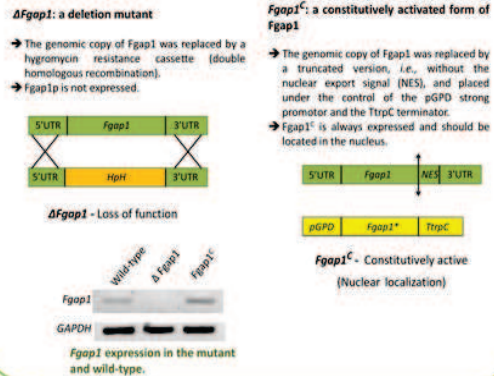 ΔFgap1: a deletion mutant
➔ The genomic copy of Fgap1 was replaced by a
hygromycin resistance cassette (double
homologous recombination).
➔ Fgap1p is not expressed.
5'UTR Fgap1 3'UTR
5'UTR HpH 3'UTR
ΔFgap1 - Loss of function
Wild-type Δ Fgap1 Fgap1ᶜ
Fgap1
GAPDH
Fgap1 expression in the mutant
and wild-type.
Fgap1ᶜ: a constitutively activated form of
Fgap1
➔ The genomic copy of Fgap1 was replaced by
a truncated version, i.e., without the
nuclear export signal (NES), and placed
under the control of the pGPD strong
promotor and the TtrpC terminator.
➔ Fgap1ᶜ is always expressed and should be
located in the nucleus.
5'UTR Fgap1 NES 3'UTR
pGPD Fgap1* TtrpC
Fgap1ᶜ - Constitutively active
(Nuclear localization)